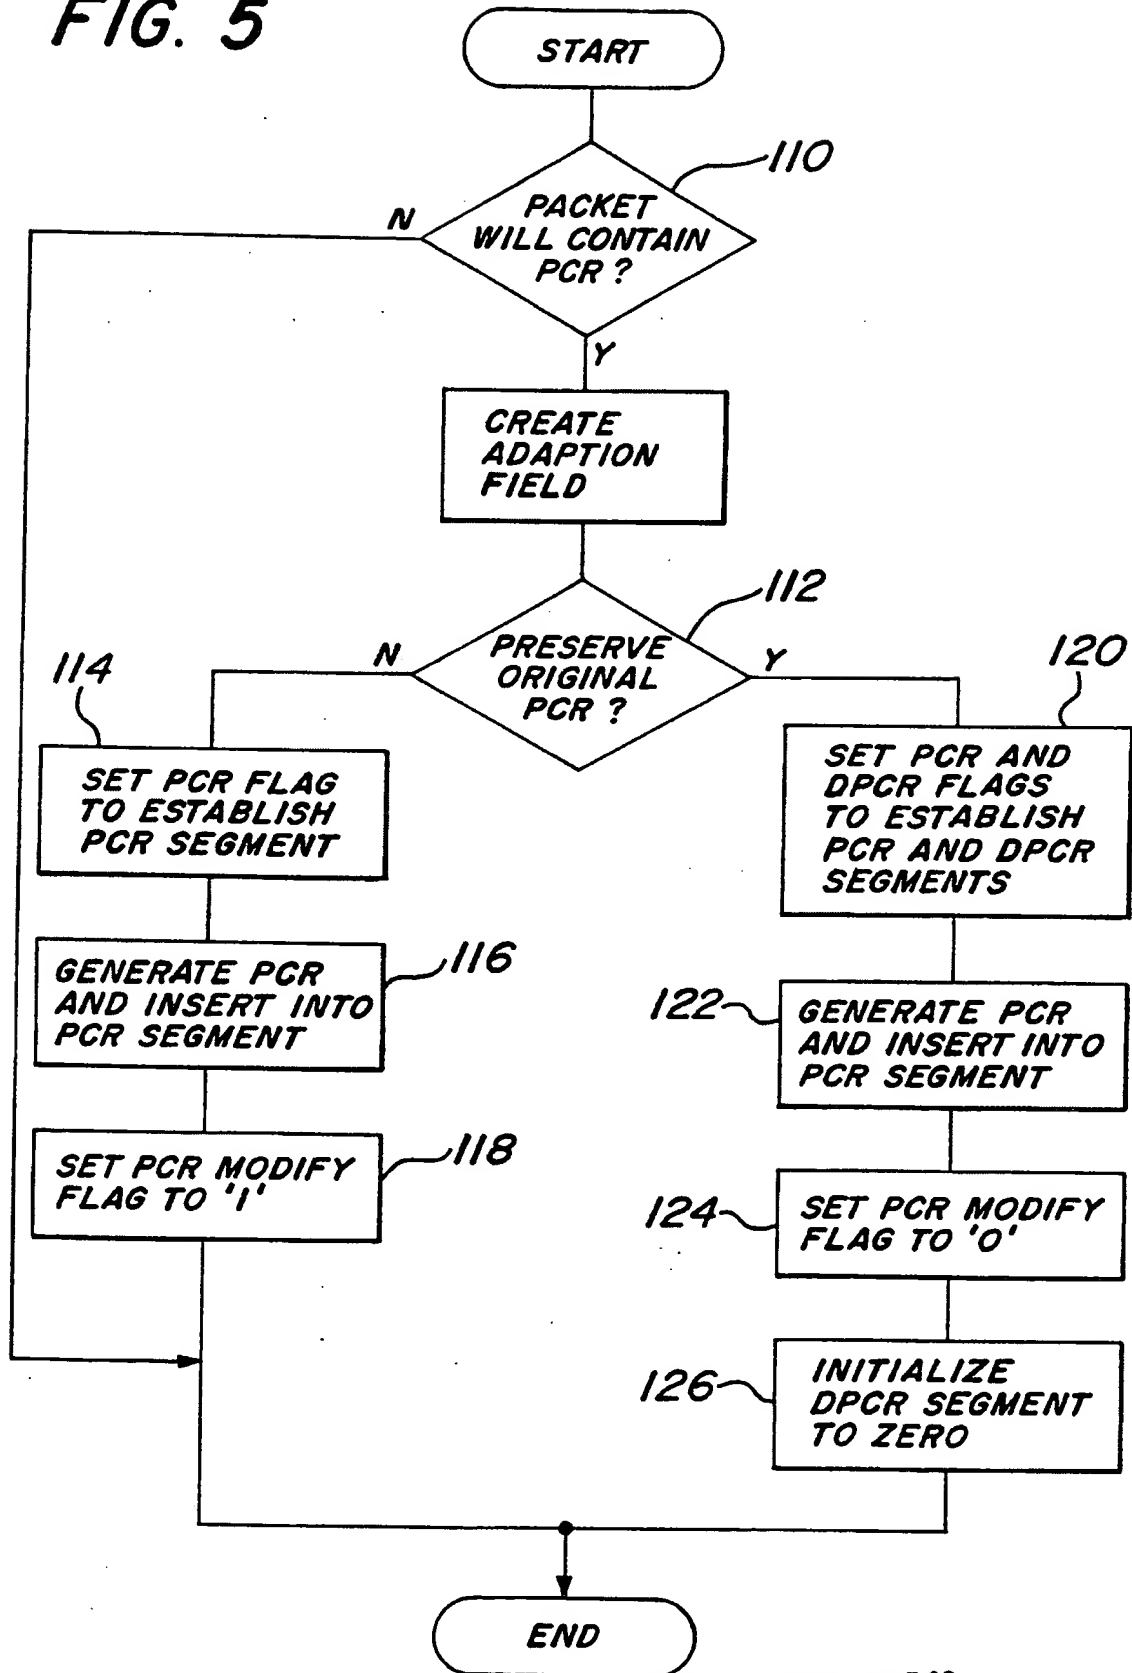 FIG. 5
START
110
PACKET
WILL CONTAIN
PCR ?
N
Y
CREATE
ADAPTION
FIELD
112
PRESERVE
ORIGINAL
PCR ?
N
Y
114
SET PCR FLAG
TO ESTABLISH
PCR SEGMENT
116
GENERATE PCR
AND INSERT INTO
PCR SEGMENT
118
SET PCR MODIFY
FLAG TO '1'
120
SET PCR AND
DPCR FLAGS
TO ESTABLISH
PCR AND DPCR
SEGMENTS
122
GENERATE PCR
AND INSERT INTO
PCR SEGMENT
124
SET PCR MODIFY
FLAG TO '0'
126
INITIALIZE
DPCR SEGMENT
TO ZERO
END